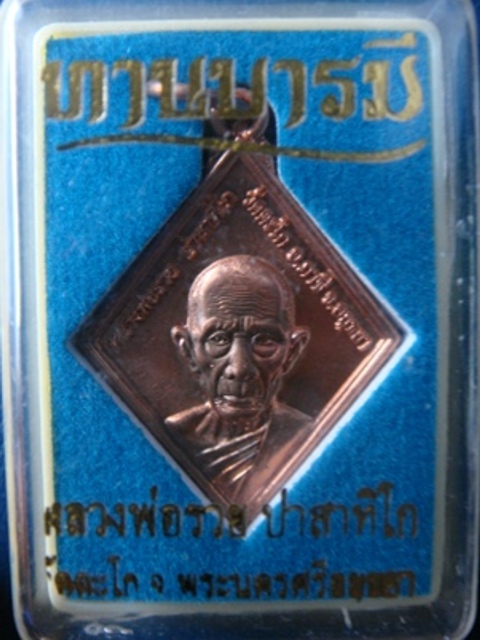 ทานบารมี
หลวงพ่อรวย ปาสาทิโก
วัดตะโก จ.พระนครศรีอยุธยา